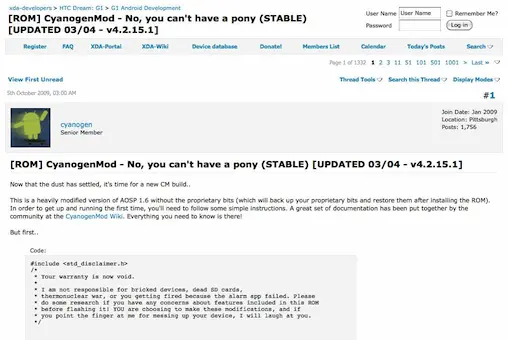 xda-developers > HTC Dream: G1 > G1 Android Development
[ROM] CyanogenMod - No, you can't have a pony (STABLE)
[UPDATED 03/04 - v4.2.15.1]
User Name User Name Remember Me?
Password Log in
Register FAQ XDA-Portal XDA-Wiki Device database Donate! Members List Calendar Today's Posts Search
Page 1 of 1332 1 2 3 11 51 101 501 1001 > Last »
View First Unread Thread Tools Search this Thread Display Modes
5th October 2009, 03:00 AM #1
cyanogen
Senior Member
Join Date: Jan 2009
Location: Pittsburgh
Posts: 1,756
[ROM] CyanogenMod - No, you can't have a pony (STABLE) [UPDATED 03/04 - v4.2.15.1]
Now that the dust has settled, it's time for a new CM build..
This is a heavily modified version of AOSP 1.6 without the proprietary bits (which will back up your proprietary bits and restore them after installing the ROM).
In order to get up and running the first time, you'll need to follow some simple instructions. A great set of documentation has been put together by the
community at the CyanogenMod Wiki. Everything you need to know is there!
But first..
Code:
#include <std_disclaimer.h>
/*
* Your warranty is now void.
*
* I am not responsible for bricked devices, dead SD cards,
* thermonuclear war, or you getting fired because the alarm app failed. Please
* do some research if you have any concerns about features included in this ROM
* before flashing it! YOU are choosing to make these modifications, and if
* you point the finger at me for messing up your device, I will laugh at you.
*/